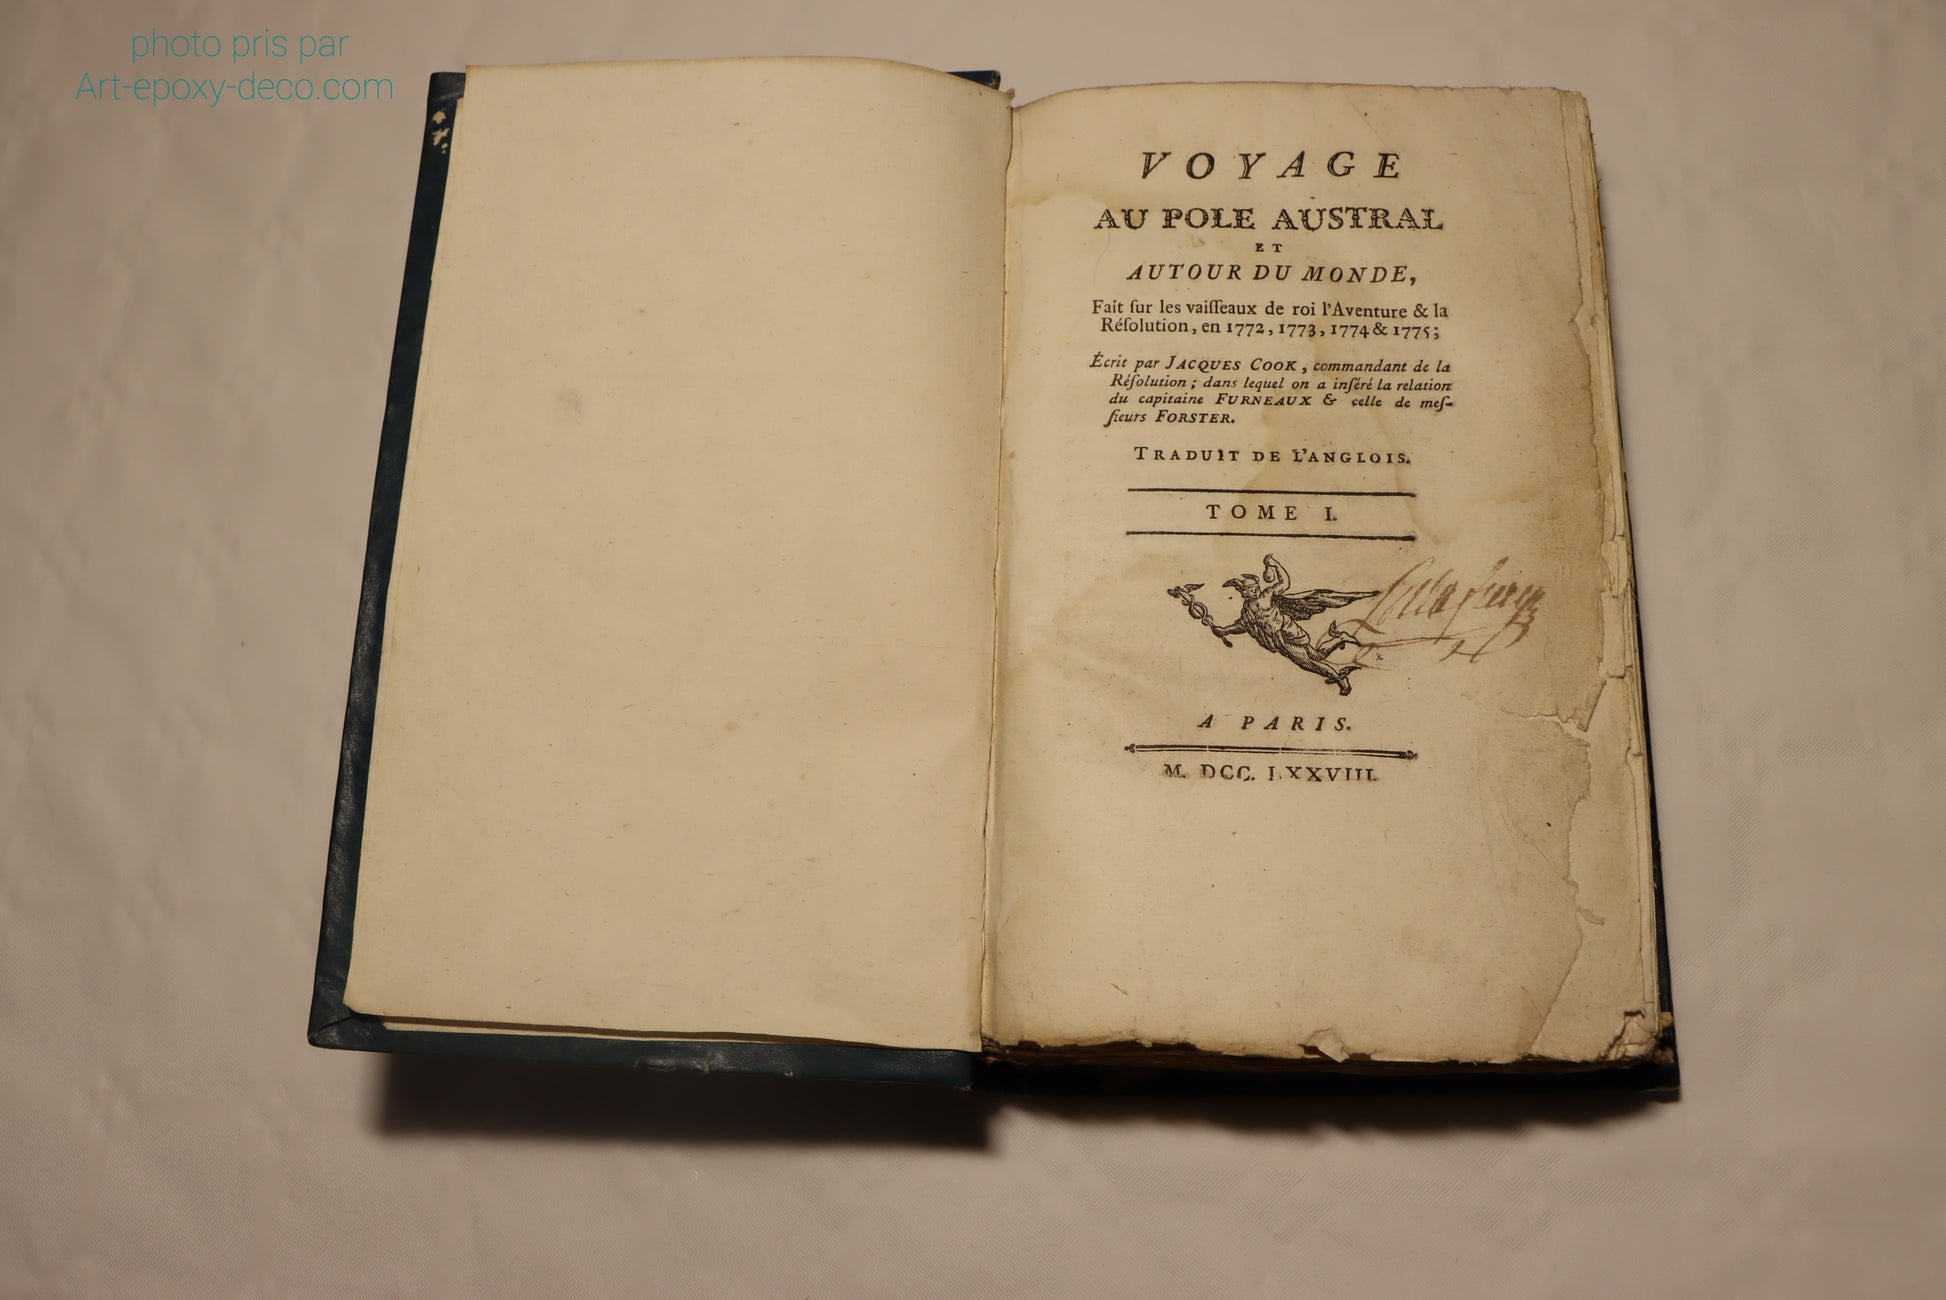 photo pris par
Art-epoxy-deco.com
VOYAGE
AU POLE AUSTRAL
ET
AUTOUR DU MONDE,
Fait ſur les vaiſſeaux de roi l'Aventure & la
Réſolution, en 1772, 1773, 1774 & 1775;
Écrit par JACQUES COOK, commandant de la
Réſolution; dans lequel on a inſéré la relation
du capitaine FURNEAUX & celle de meſ-
ſieurs FORSTER.
TRADUIT DE L'ANGLOIS.
TOME I.
A PARIS.
M. DCC. LXXVIII.